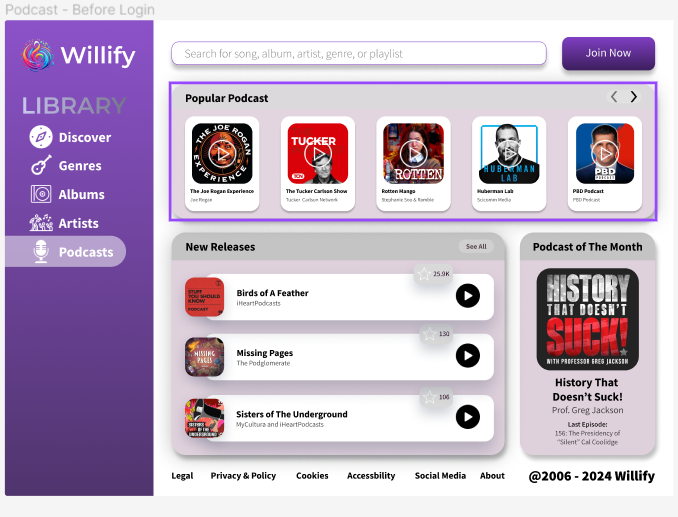 Podcast - Before Login
Willify
Search for song, album, artist, genre, or playlist
Join Now
LIBRARY
Discover
Genres
Albums
Artists
Podcasts
Popular Podcast
THE JOE ROGAN EXPERIENCE
The Joe Rogan Experience
Joe Rogan
TUCKER
TCN
The Tucker Carlson Show
Tucker Carlson Network
ROTTEN
Rotten Mango
Stephanie Soo & Ramble
HUBERMAN
LAB
Huberman Lab
Scicomm Media
PBD
PODCAST
PBD Podcast
PBD Podcast
New Releases
See All
STUFF
YOU SHOULD
KNOW
PODCAST
Birds of A Feather
iHeartPodcasts
25.9K
MISSING
PAGES
Missing Pages
The Podglomerate
130
SISTERS
OF THE
UNDERGROUND
Sisters of The Underground
MyCultura and iHeartPodcasts
106
Podcast of The Month
HISTORY
THAT DOESN'T
SUCK!
WITH PROFESSOR GREG JACKSON
History That
Doesn't Suck!
Prof. Greg Jackson
Last Episode:
156: The Presidency of
"Silent" Cal Coolidge
Legal
Privacy & Policy
Cookies
Accessbility
Social Media
About
@2006 - 2024 Willify